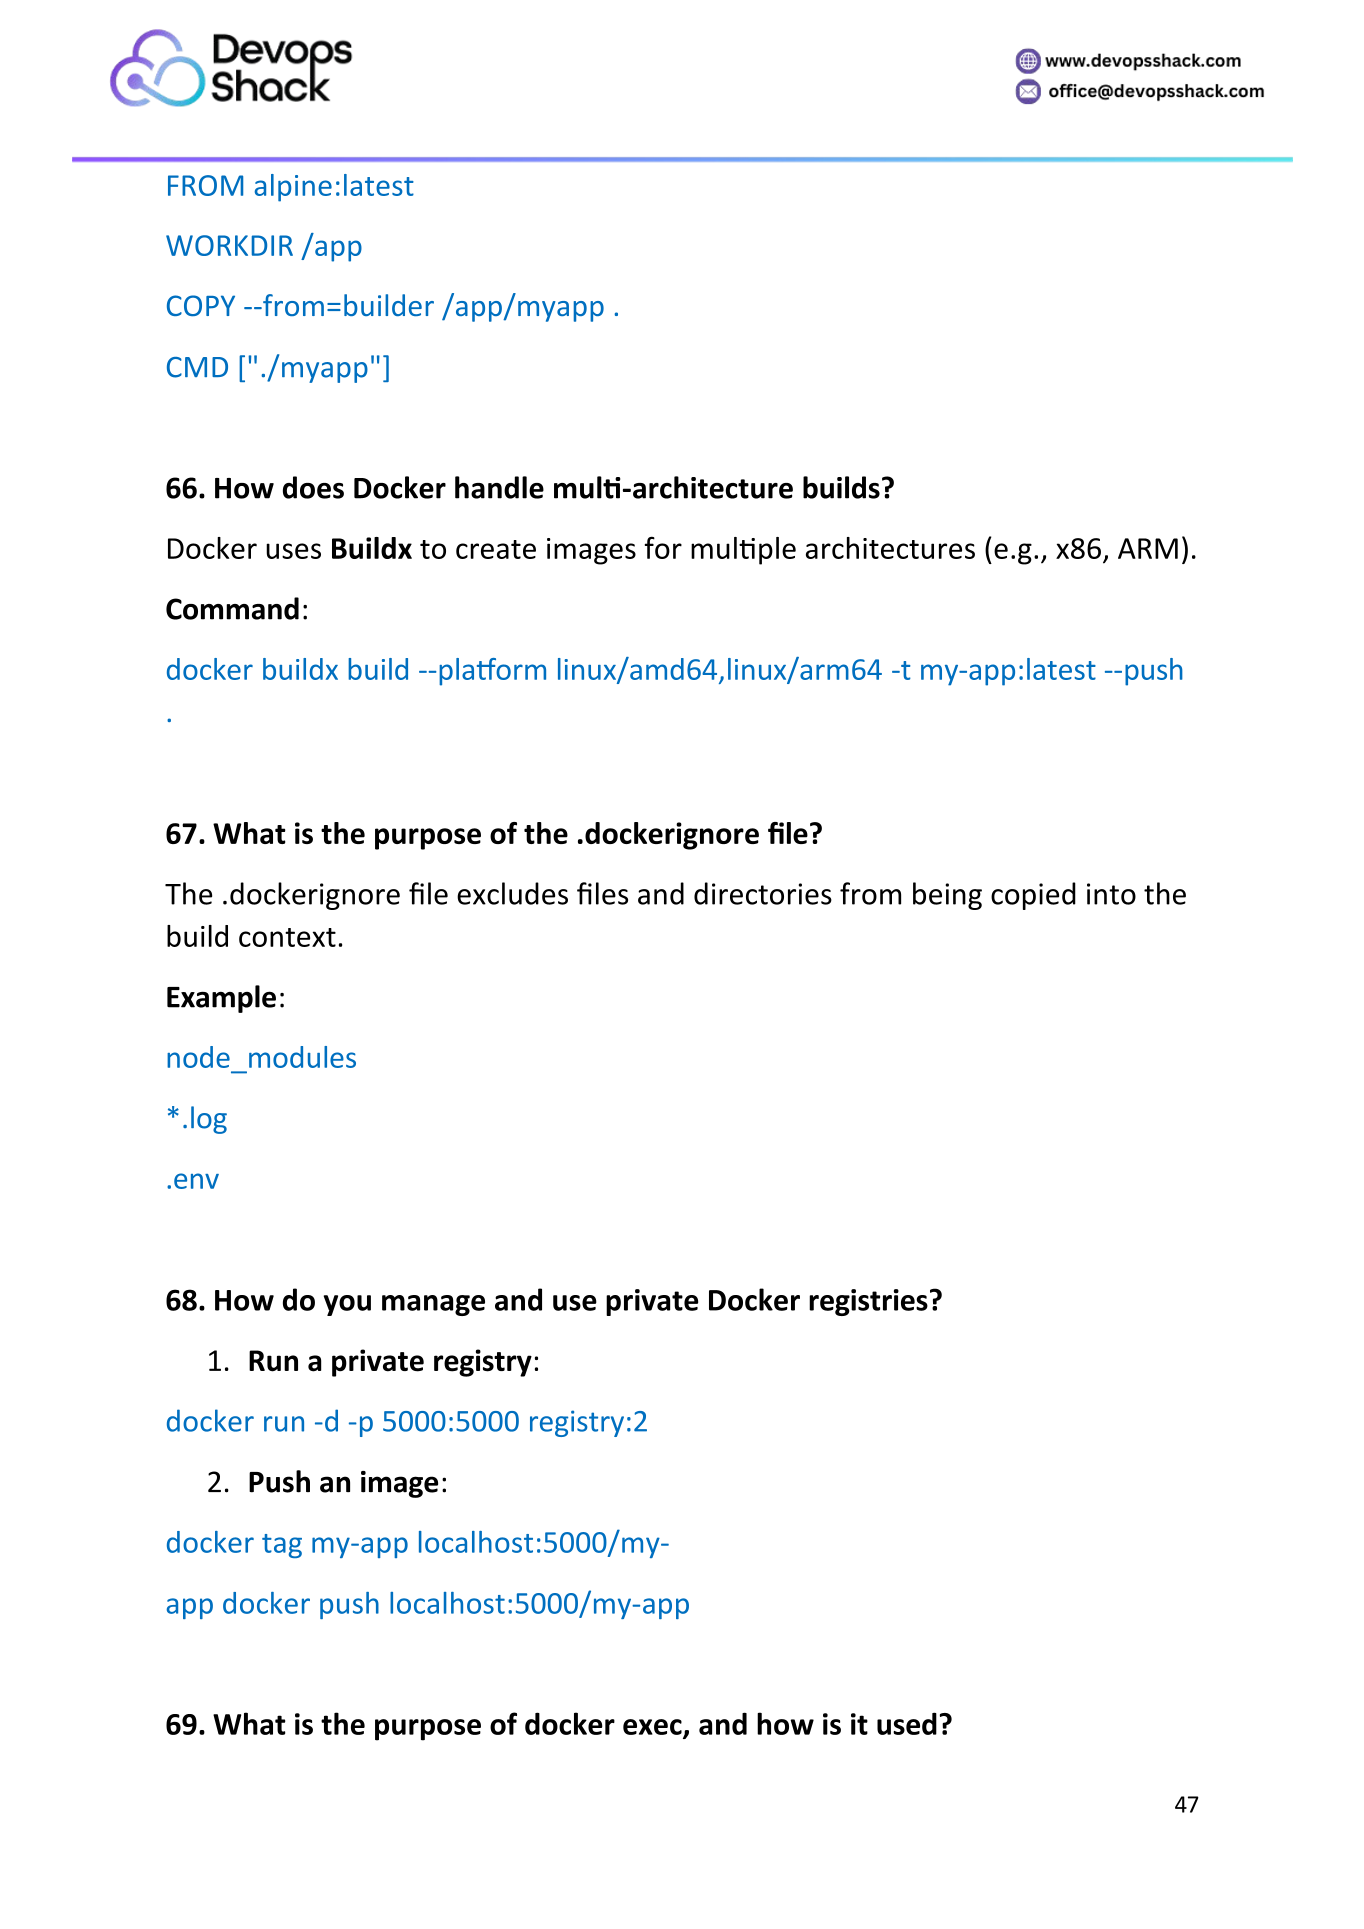 Devops
Shack
www.devopsshack.com
office@devopsshack.com
FROM alpine:latest
WORKDIR /app
COPY --from=builder /app/myapp .
CMD ["./myapp"]
66. How does Docker handle multi-architecture builds?
Docker uses Buildx to create images for multiple architectures (e.g., x86, ARM).
Command:
docker buildx build --platform linux/amd64,linux/arm64 -t my-app:latest --push
.
67. What is the purpose of the .dockerignore file?
The .dockerignore file excludes files and directories from being copied into the
build context.
Example:
node_modules
*.log
.env
68. How do you manage and use private Docker registries?
1. Run a private registry:
docker run -d -p 5000:5000 registry:2
2. Push an image:
docker tag my-app localhost:5000/my-
app docker push localhost:5000/my-app
69. What is the purpose of docker exec, and how is it used?
47